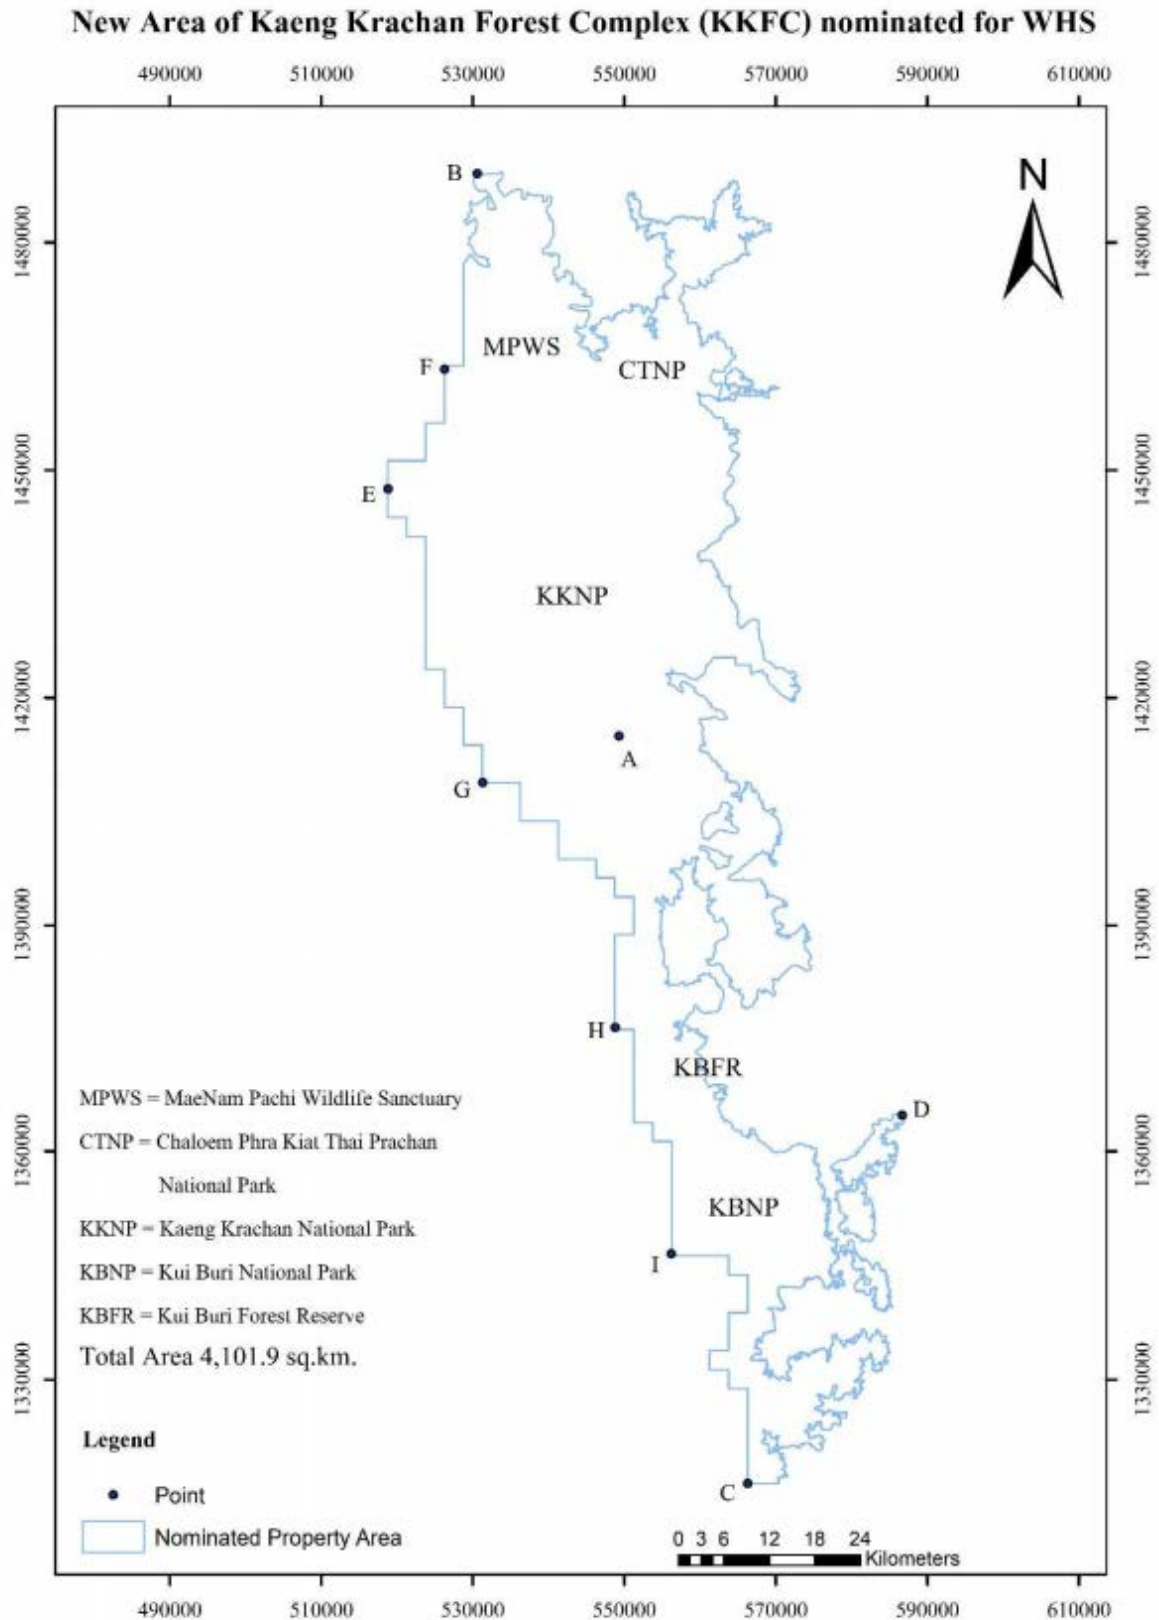 New Area of Kaeng Krachan Forest Complex (KKFC) nominated for WHS
490000 510000 530000 550000 570000 590000 610000
N
B
1480000 1480000
MPWS
CTNP
F
1450000 1450000
E
KKNP
1420000 1420000
A
G
1390000 1390000
H
KBFR
MPWS = MaeNam Pachi Wildlife Sanctuary
D
CTNP = Chaloem Phra Kiat Thai Prachan
1360000 1360000
National Park
KBNP
KKNP = Kaeng Krachan National Park
I
KBNP = Kui Buri National Park
KBFR = Kui Buri Forest Reserve
Total Area 4,101.9 sq.km.
1330000 1330000
Legend
C
Point
Nominated Property Area
0 3 6 12 18 24
Kilometers
490000 510000 530000 550000 570000 590000 610000